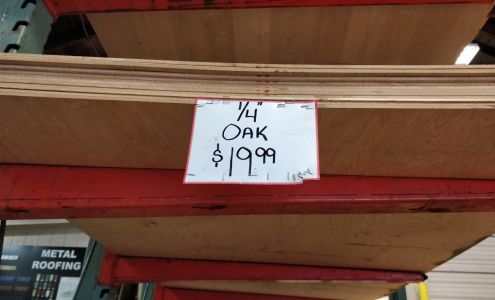 1/4"
OAK
$19.99
METAL
ROOFING